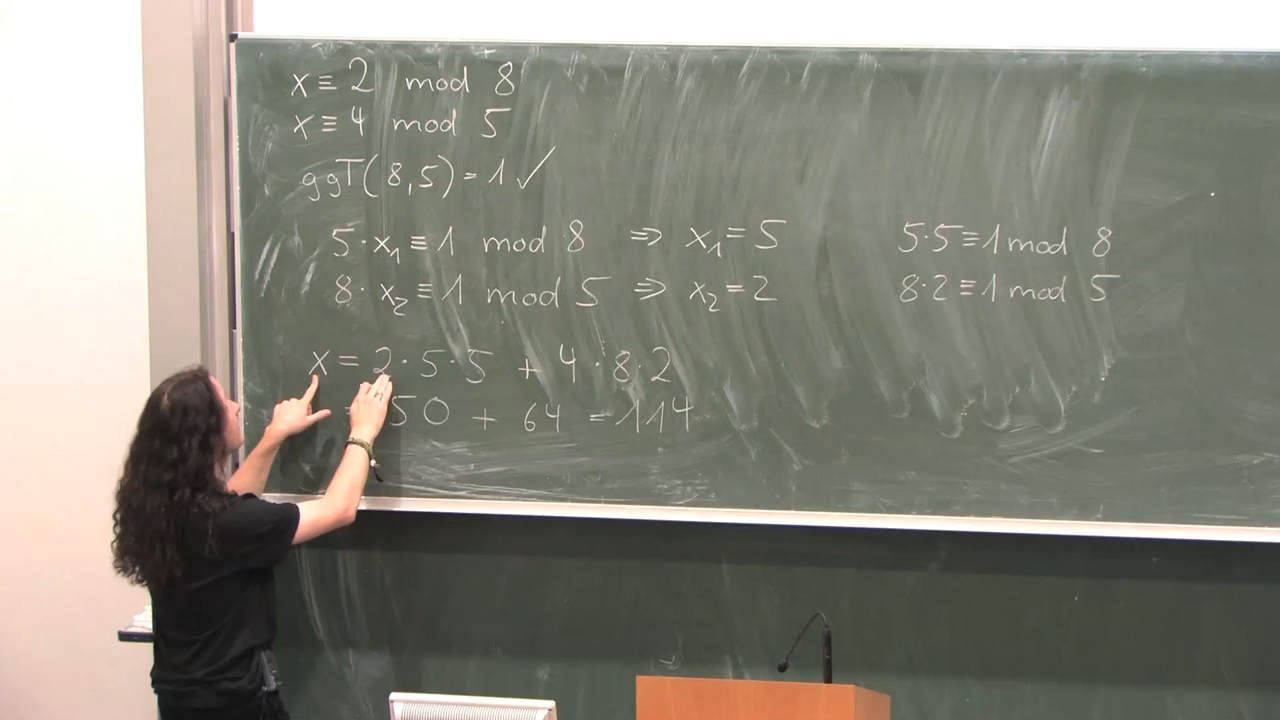 x ≡ 2 mod 8
x ≡ 4 mod 5
ggT(8,5) = 1 ✓
5 · x₁ ≡ 1 mod 8 ⇒ x₁ = 5 5·5 ≡ 1 mod 8
8 · x₂ ≡ 1 mod 5 ⇒ x₂ = 2 8·2 ≡ 1 mod 5
x = 2 · 5 · 5 + 4 · 8 · 2
= 50 + 64 = 114